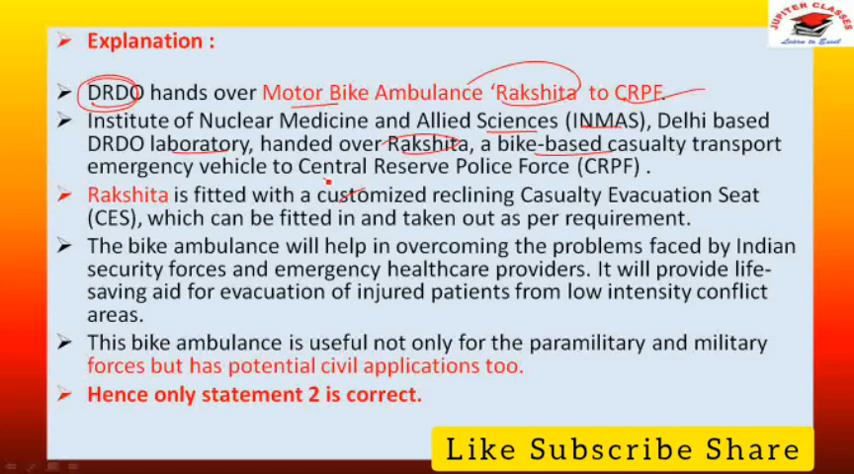 JUPITER CLASSES
Learn to Excel
Explanation :
DRDO hands over Motor Bike Ambulance ‘Rakshita’ to CRPF.
Institute of Nuclear Medicine and Allied Sciences (INMAS), Delhi based
DRDO laboratory, handed over Rakshita, a bike-based casualty transport
emergency vehicle to Central Reserve Police Force (CRPF) .
Rakshita is fitted with a customized reclining Casualty Evacuation Seat
(CES), which can be fitted in and taken out as per requirement.
The bike ambulance will help in overcoming the problems faced by Indian
security forces and emergency healthcare providers. It will provide life-
saving aid for evacuation of injured patients from low intensity conflict
areas.
This bike ambulance is useful not only for the paramilitary and military
forces but has potential civil applications too.
Hence only statement 2 is correct.
Like Subscribe Share